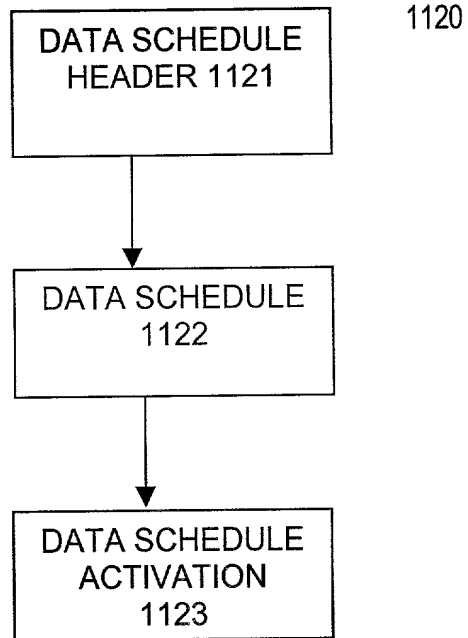 1120
DATA SCHEDULE
HEADER 1121
DATA SCHEDULE
1122
DATA SCHEDULE
ACTIVATION
1123